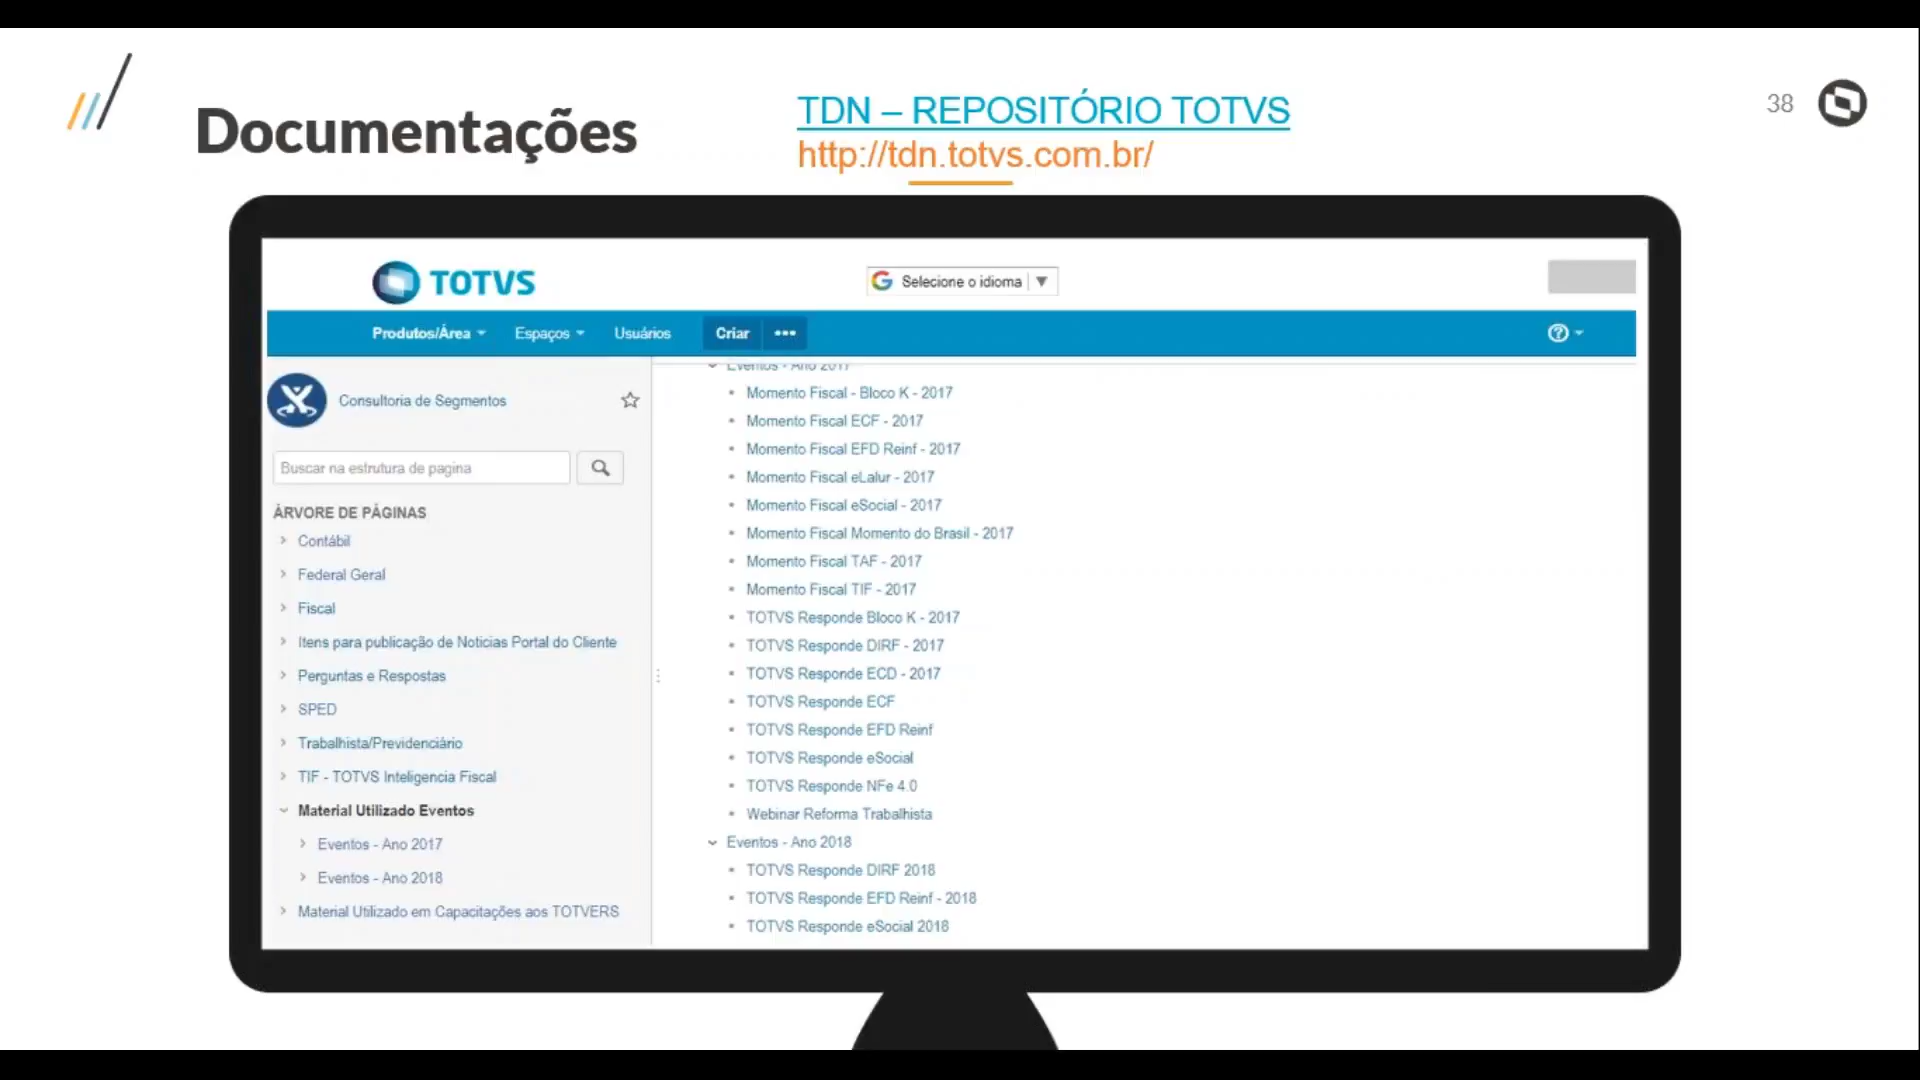 Documentações
TDN – REPOSITÓRIO TOTVS
http://tdn.totvs.com.br/
38
TOTVS
Selecione o idioma
Produtos/Área
Espaços
Usuários
Criar
Consultoria de Segmentos
Buscar na estrutura de pagina
ÁRVORE DE PÁGINAS
Contábil
Federal Geral
Fiscal
Itens para publicação de Noticias Portal do Cliente
Perguntas e Respostas
SPED
Trabalhista/Previdenciário
TIF - TOTVS Inteligencia Fiscal
Material Utilizado Eventos
Eventos - Ano 2017
Eventos - Ano 2018
Material Utilizado em Capacitações aos TOTVERS
Eventos - Ano 2017
Momento Fiscal - Bloco K - 2017
Momento Fiscal ECF - 2017
Momento Fiscal EFD Reinf - 2017
Momento Fiscal eLalur - 2017
Momento Fiscal eSocial - 2017
Momento Fiscal Momento do Brasil - 2017
Momento Fiscal TAF - 2017
Momento Fiscal TIF - 2017
TOTVS Responde Bloco K - 2017
TOTVS Responde DIRF - 2017
TOTVS Responde ECD - 2017
TOTVS Responde ECF
TOTVS Responde EFD Reinf
TOTVS Responde eSocial
TOTVS Responde NFe 4.0
Webinar Reforma Trabalhista
Eventos - Ano 2018
TOTVS Responde DIRF 2018
TOTVS Responde EFD Reinf - 2018
TOTVS Responde eSocial 2018